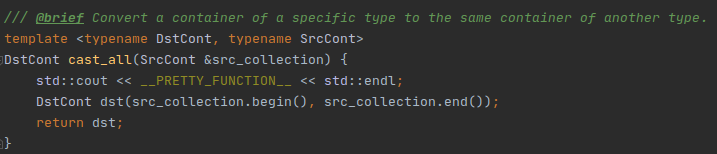 /// @brief Convert a container of a specific type to the same container of another type.
template <typename DstCont, typename SrcCont>
DstCont cast_all(SrcCont &src_collection) {
    std::cout << __PRETTY_FUNCTION__ << std::endl;
    DstCont dst(src_collection.begin(), src_collection.end());
    return dst;
}